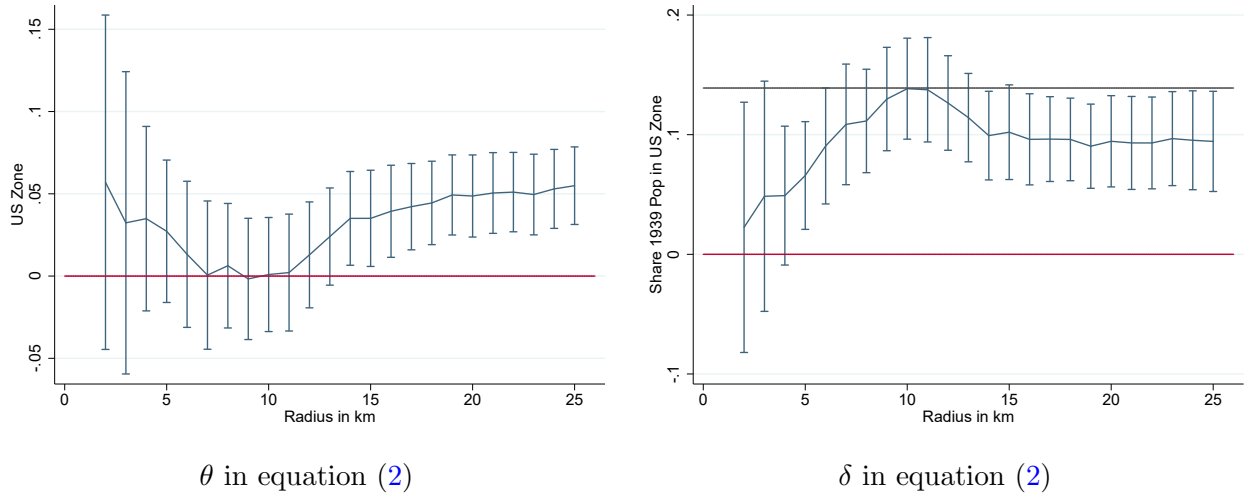 .15
.1
.05
0
-.05
US Zone
0 5 10 15 20 25
Radius in km
θ in equation (2)
.2
.1
0
-.1
Share 1939 Pop in US Zone
0 5 10 15 20 25
Radius in km
δ in equation (2)